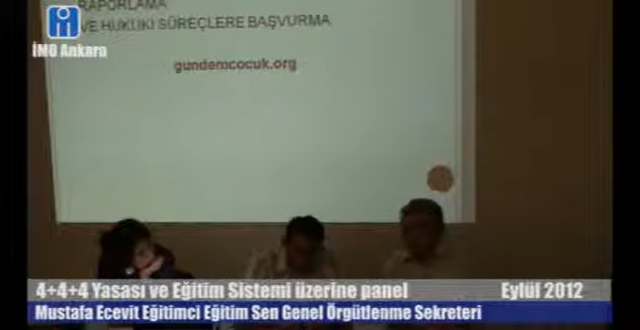 RAPORLAMA
VE HUKUKİ SÜREÇLERE BAŞVURMA
İMO Ankara
gundemcocuk.org
4+4+4 Yasası ve Eğitim Sistemi üzerine panel Eylül 2012
Mustafa Ecevit Eğitimci Eğitim Sen Genel Örgütlenme Sekreteri